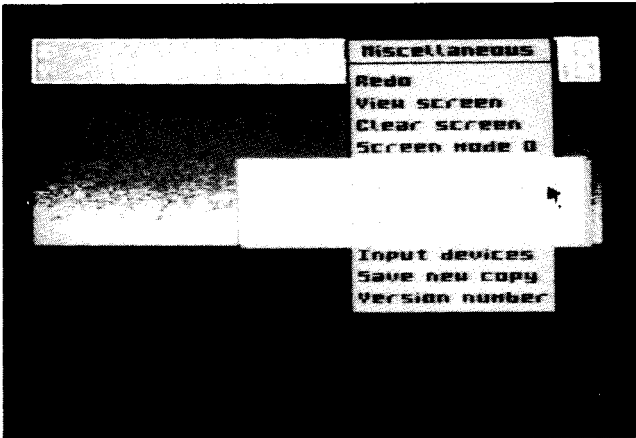 Miscellaneous
Redo
View screen
Clear screen
Screen mode 0
Input devices
Save new copy
Version number